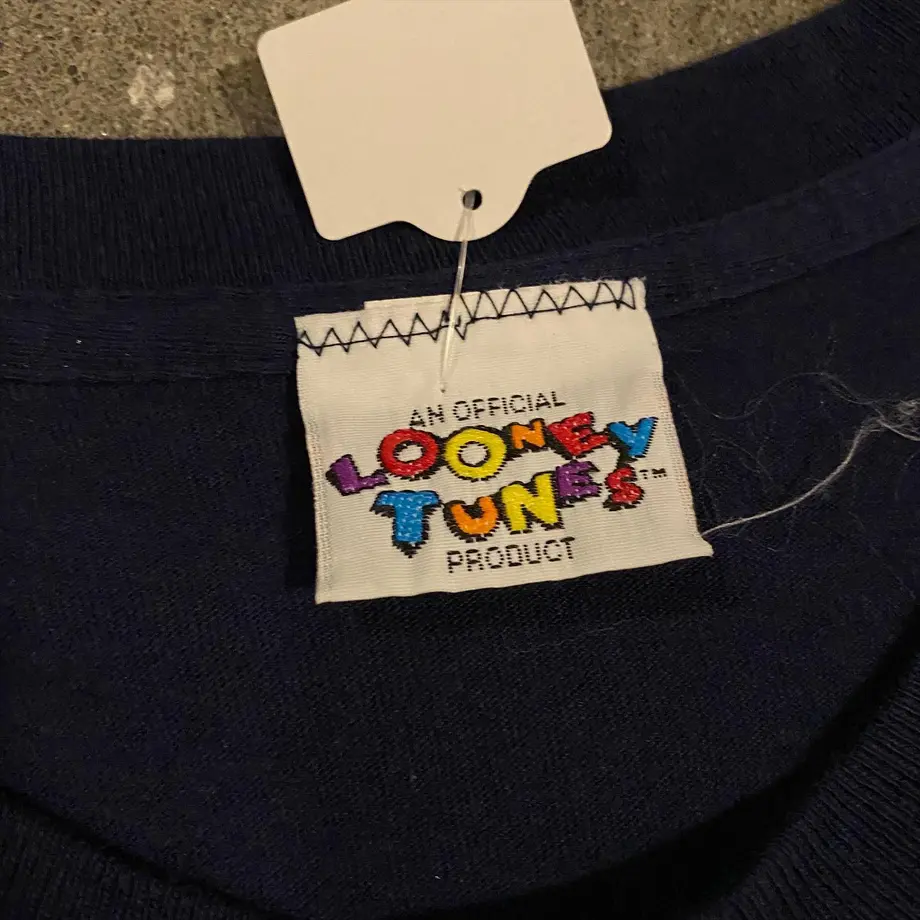 AN OFFICIAL
LOONEY
TUNES™
PRODUCT